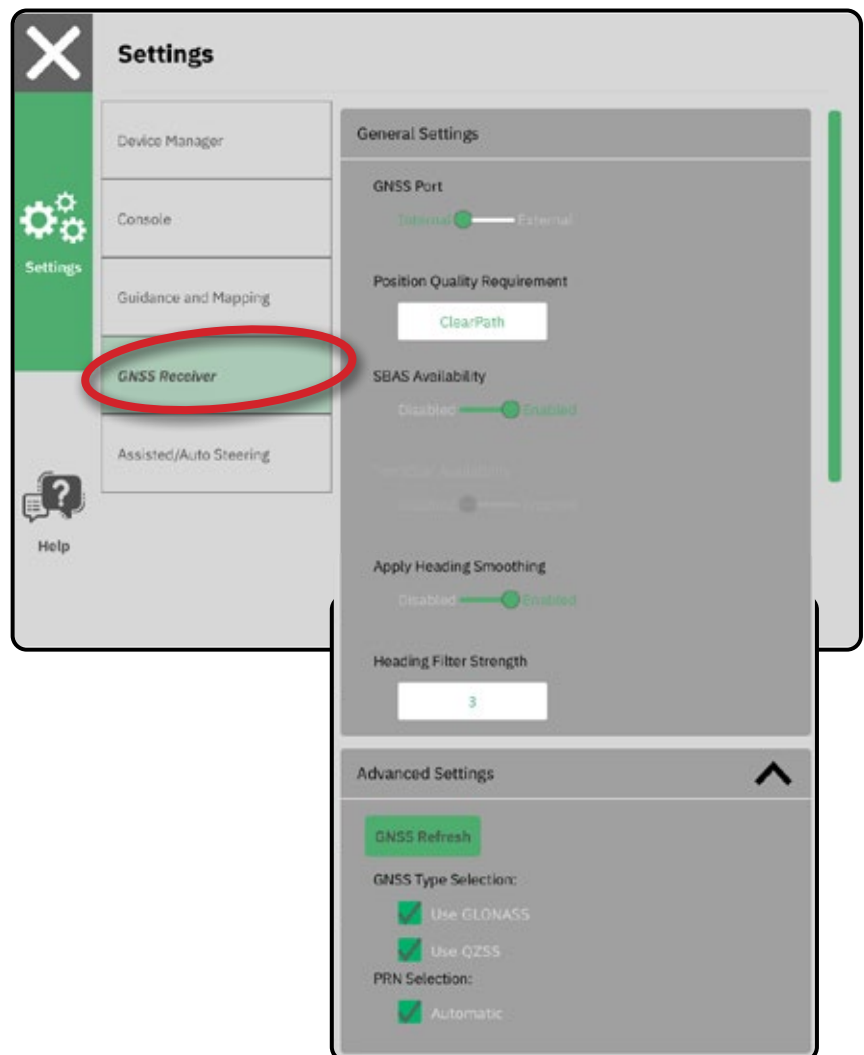 Settings
Settings
Help
Device Manager
Console
Guidance and Mapping
GNSS Receiver
Assisted/Auto Steering
General Settings
GNSS Port
Internal External
Position Quality Requirement
ClearPath
SBAS Availability
Disabled Enabled
Apply Heading Smoothing
Disabled Enabled
Heading Filter Strength
3
Advanced Settings
GNSS Refresh
GNSS Type Selection:
Use GLONASS
Use QZSS
PRN Selection:
Automatic